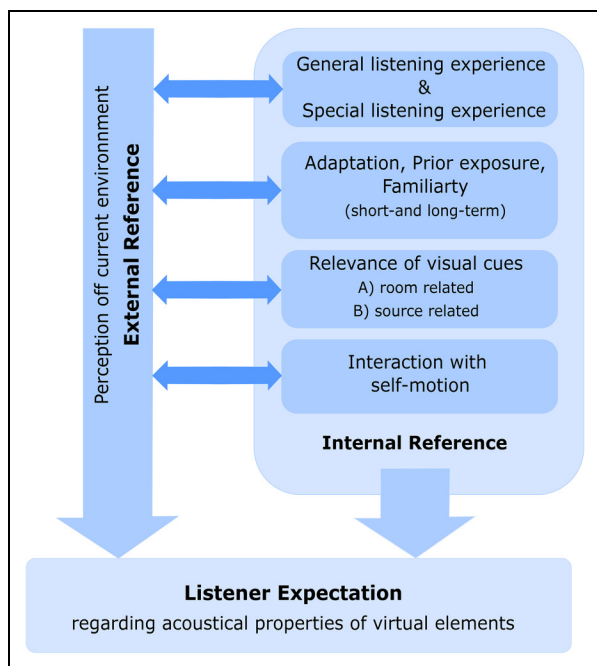 Perception off current environnment
External Reference
General listening experience
&
Special listening experience
Adaptation, Prior exposure,
Familiarty
(short-and long-term)
Relevance of visual cues
A) room related
B) source related
Interaction with
self-motion
Internal Reference
Listener Expectation
regarding acoustical properties of virtual elements